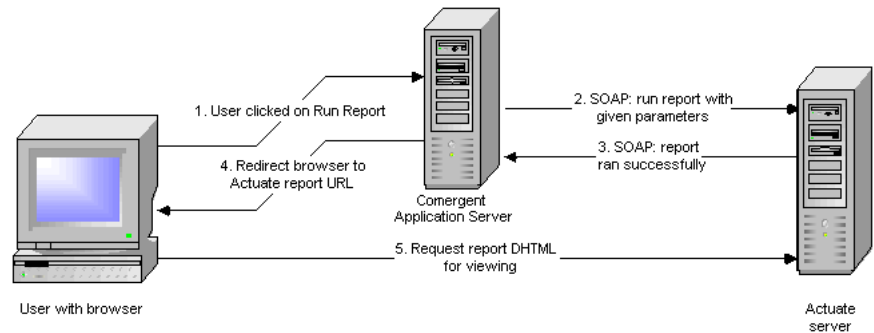 1. User clicked on Run Report
2. SOAP: run report with
given parameters
3. SOAP: report
ran successfully
4. Redirect browser to
Actuate report URL
Comergent
Application Server
5. Request report DHTML
for viewing
User with browser
Actuate
server